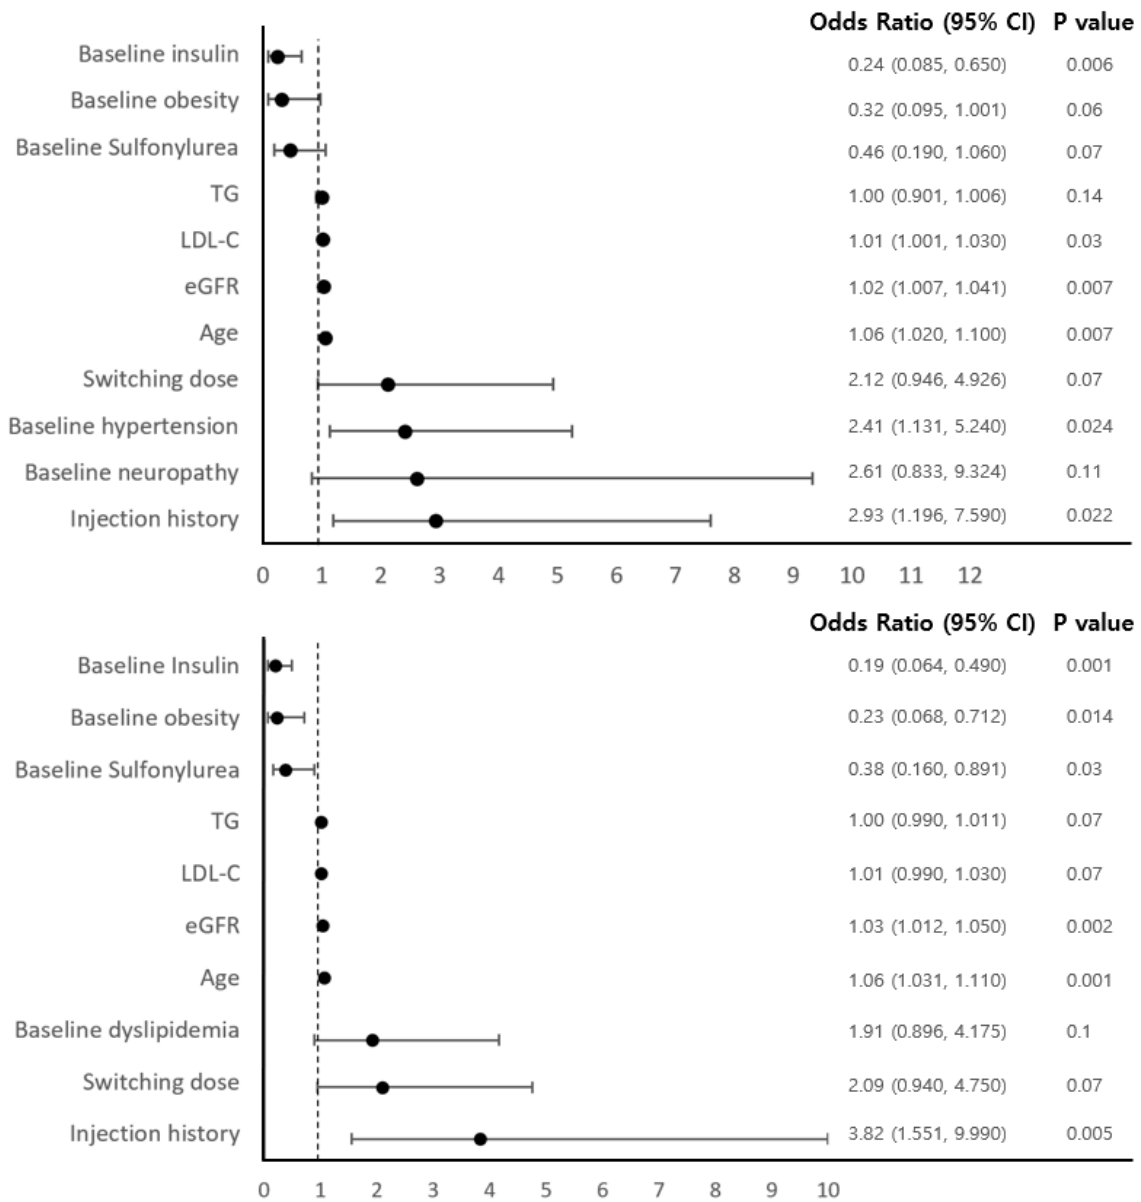 Odds Ratio (95% CI) P value
Baseline insulin 0.24 (0.085, 0.650) 0.006
Baseline obesity 0.32 (0.095, 1.001) 0.06
Baseline Sulfonylurea 0.46 (0.190, 1.060) 0.07
TG 1.00 (0.901, 1.006) 0.14
LDL-C 1.01 (1.001, 1.030) 0.03
eGFR 1.02 (1.007, 1.041) 0.007
Age 1.06 (1.020, 1.100) 0.007
Switching dose 2.12 (0.946, 4.926) 0.07
Baseline hypertension 2.41 (1.131, 5.240) 0.024
Baseline neuropathy 2.61 (0.833, 9.324) 0.11
Injection history 2.93 (1.196, 7.590) 0.022
0 1 2 3 4 5 6 7 8 9 10 11 12
Odds Ratio (95% CI) P value
Baseline Insulin 0.19 (0.064, 0.490) 0.001
Baseline obesity 0.23 (0.068, 0.712) 0.014
Baseline Sulfonylurea 0.38 (0.160, 0.891) 0.03
TG 1.00 (0.990, 1.011) 0.07
LDL-C 1.01 (0.990, 1.030) 0.07
eGFR 1.03 (1.012, 1.050) 0.002
Age 1.06 (1.031, 1.110) 0.001
Baseline dyslipidemia 1.91 (0.896, 4.175) 0.1
Switching dose 2.09 (0.940, 4.750) 0.07
Injection history 3.82 (1.551, 9.990) 0.005
0 1 2 3 4 5 6 7 8 9 10